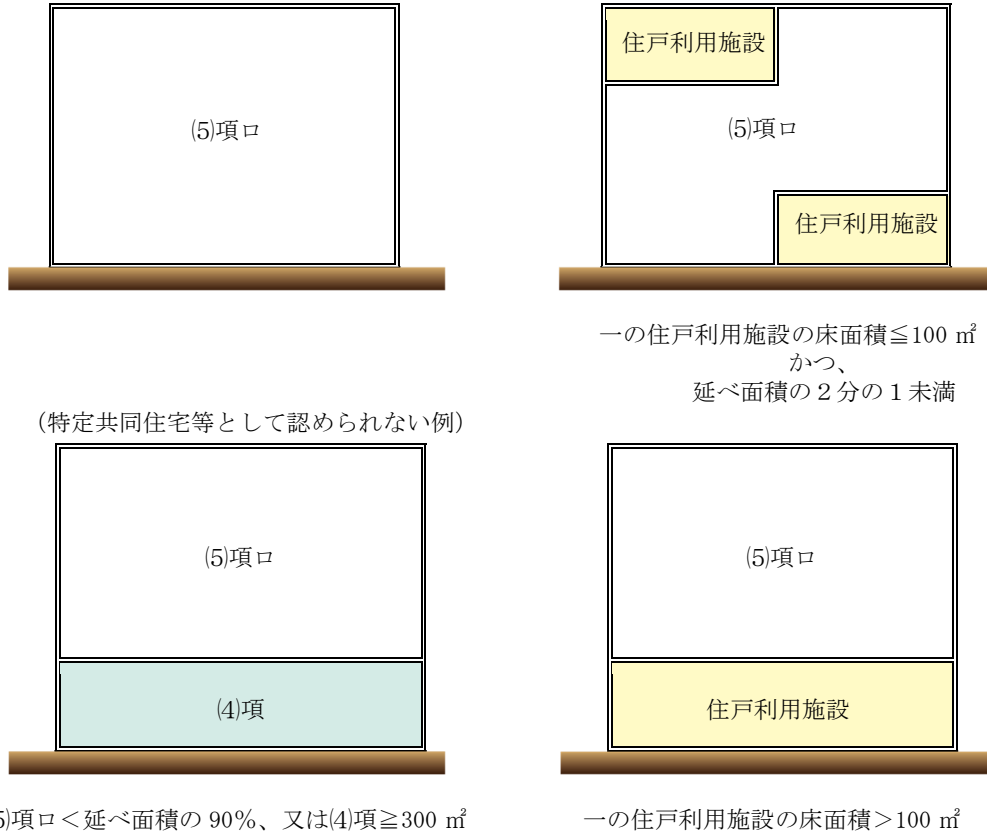 ⑸項ロ
住戸利用施設
⑸項ロ
住戸利用施設
一の住戸利用施設の床面積≦100 ㎡
かつ、
延べ面積の２分の１未満
（特定共同住宅等として認められない例）
⑸項ロ
⑷項
⑸項ロ
住戸利用施設
⑸項ロ＜延べ面積の 90％、又は⑷項≧300 ㎡
一の住戸利用施設の床面積＞100 ㎡